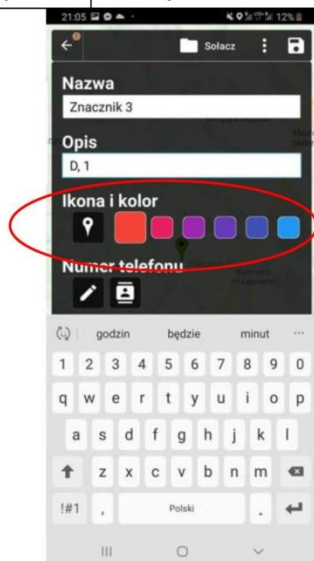 21:05 12%
Sołacz
Nazwa
Znacznik 3
Opis
D, 1
Ikona i kolor
Numer telefonu
godzin będzie minut ...
1 2 3 4 5 6 7 8 9 0
q w e r t y u i o p
a s d f g h j k l
z x c v b n m
!#1 , Polski .